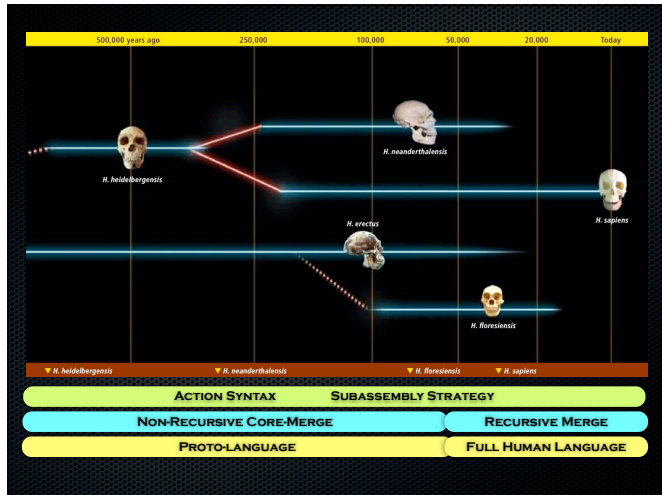 500,000 years ago 250,000 100,000 50,000 20,000 Today
H. neanderthalensis
H. heidelbergensis
H. sapiens
H. erectus
H. floresiensis
▼ H. heidelbergensis ▼ H. neanderthalensis ▼ H. floresiensis ▼ H. sapiens
ACTION SYNTAX SUBASSEMBLY STRATEGY
NON-RECURSIVE CORE-MERGE RECURSIVE MERGE
PROTO-LANGUAGE FULL HUMAN LANGUAGE